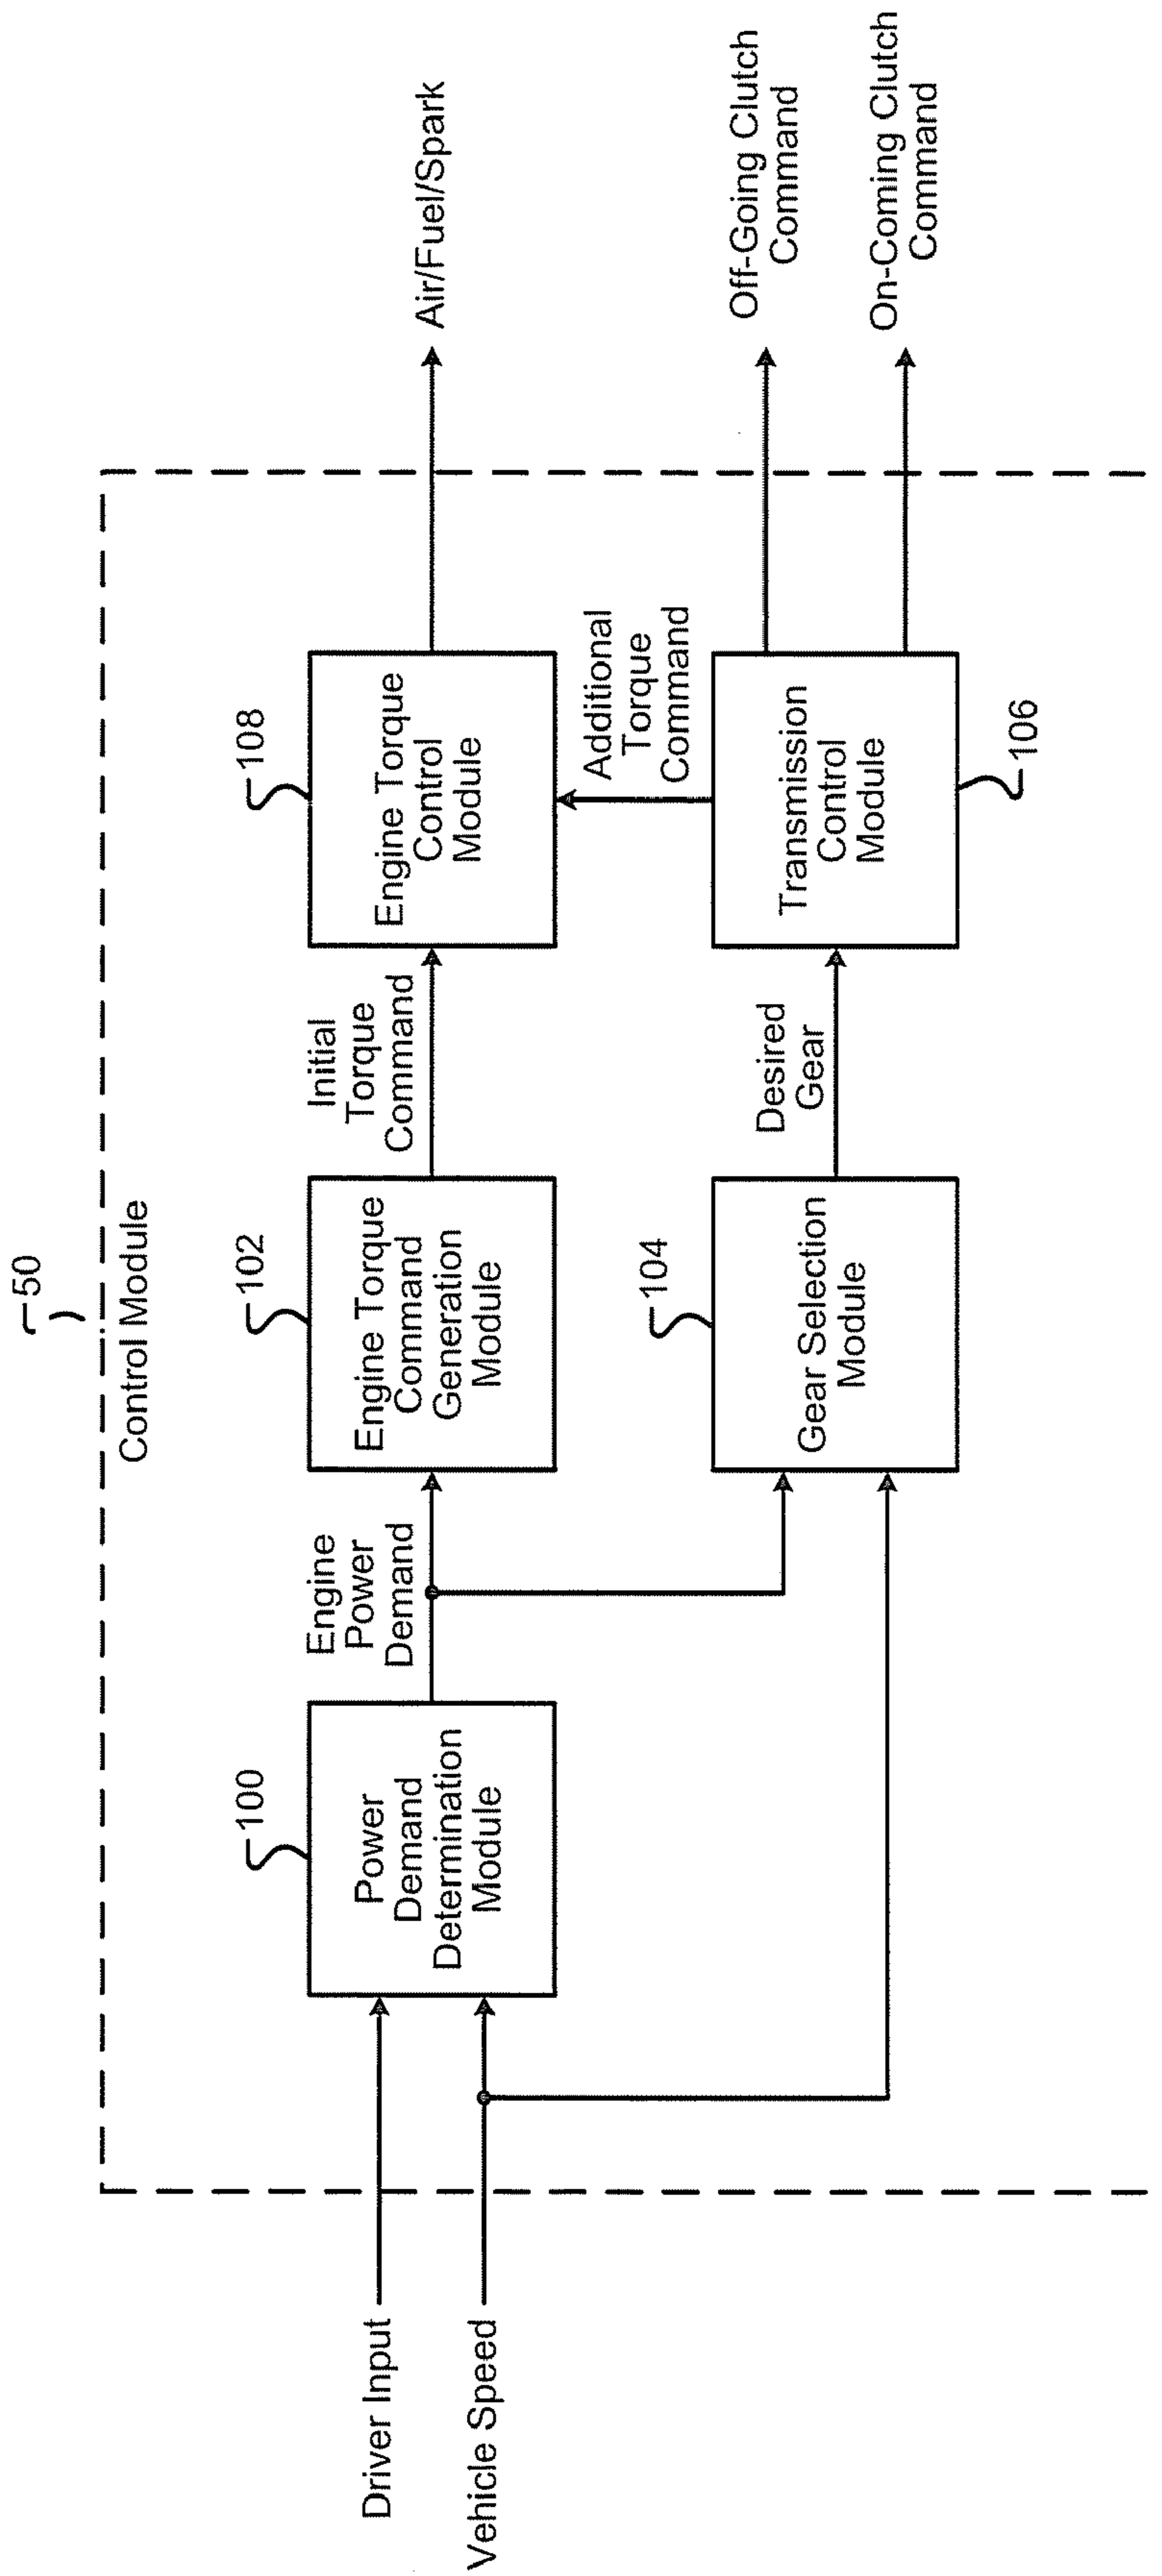 50
Control Module
Driver Input
Vehicle Speed
100
Power
Demand
Determination
Module
Engine
Power
Demand
102
Engine Torque
Command
Generation
Module
Initial
Torque
Command
108
Engine Torque
Control
Module
Air/Fuel/Spark
104
Gear Selection
Module
Desired
Gear
Additional
Torque
Command
Transmission
Control
Module
106
Off-Going Clutch
Command
On-Coming Clutch
Command